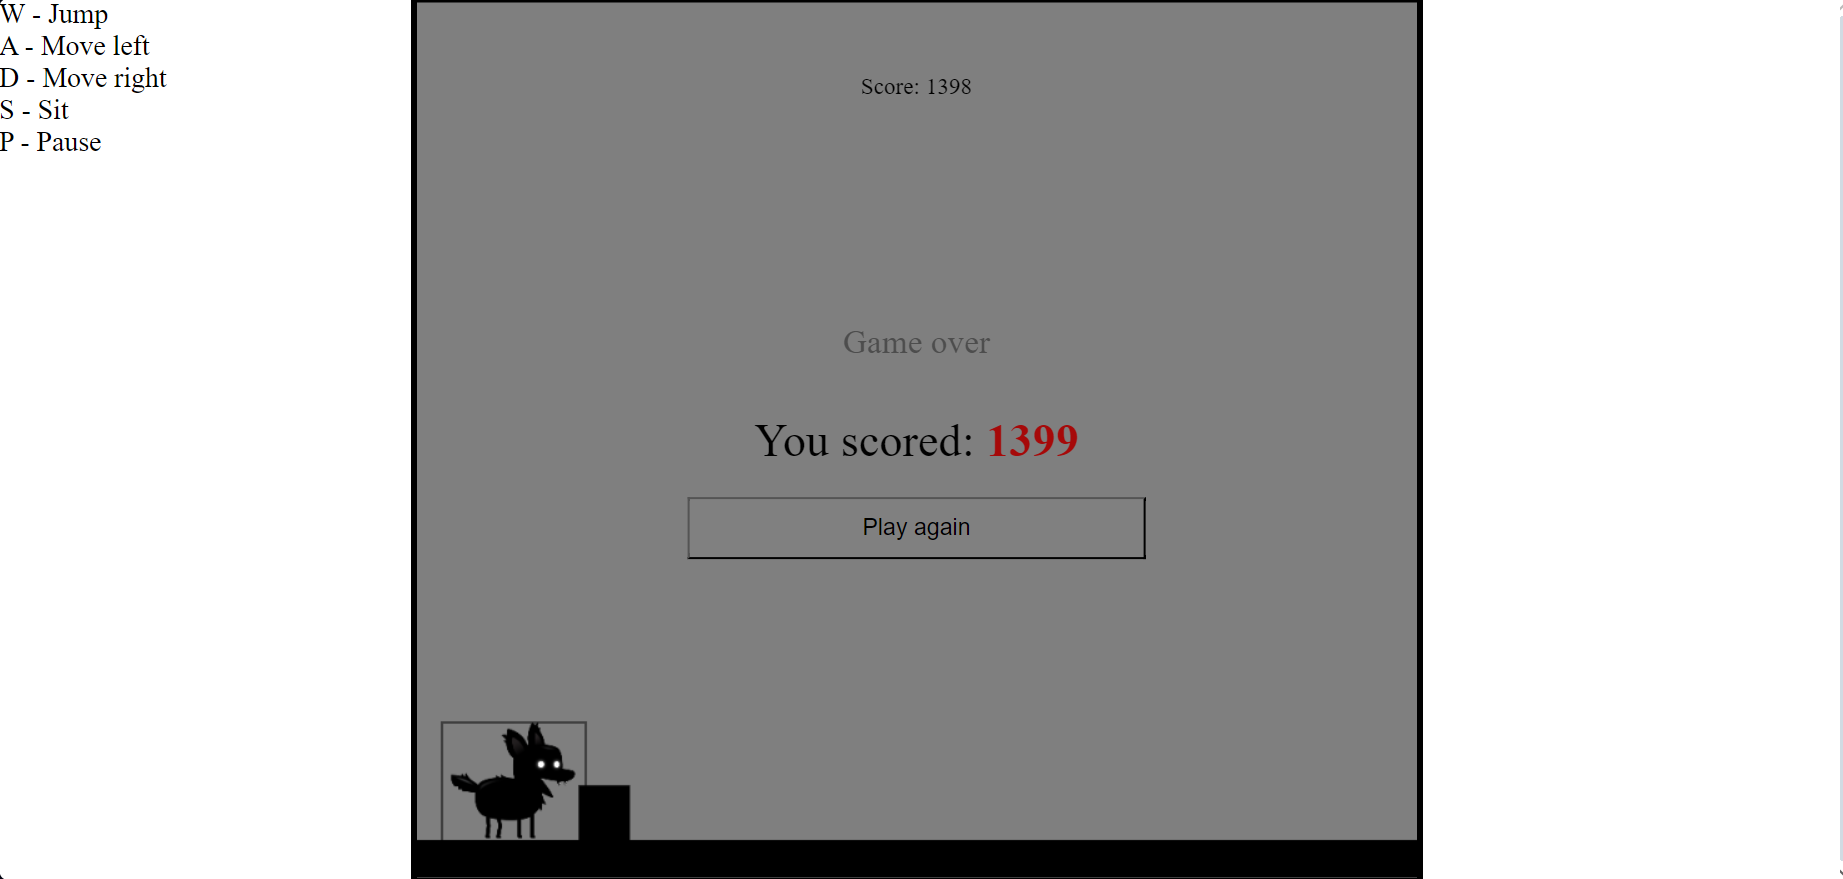 W - Jump
A - Move left
D - Move right
S - Sit
P - Pause
Score: 1398
Game over
You scored: 1399
Play again